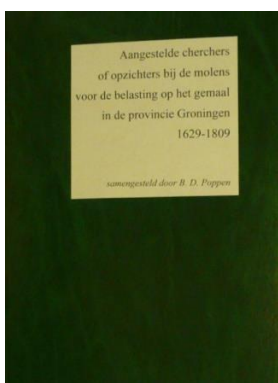 Aangestelde cherchers
of opzichters bij de molens
voor de belasting op het gemaal
in de provincie Groningen
1629-1809
samengesteld door B. D. Poppen